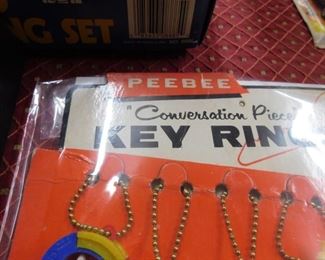 NG SET
PEEBEE
"Conversation Piece
KEY RING